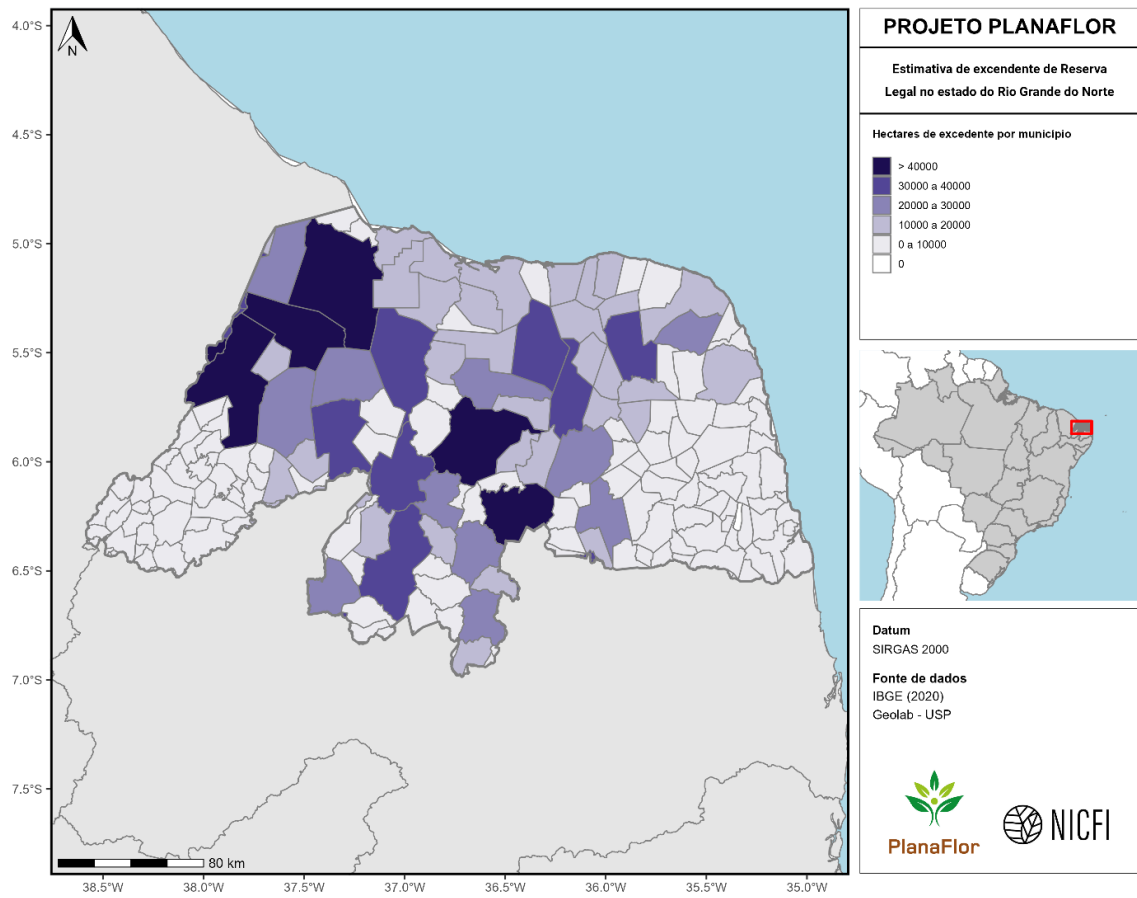 4.0°S
4.5°S
5.0°S
5.5°S
6.0°S
6.5°S
7.0°S
7.5°S
N
80 km
38.5°W 38.0°W 37.5°W 37.0°W 36.5°W 36.0°W 35.5°W 35.0°W
PROJETO PLANAFLOR
Estimativa de excendente de Reserva
Legal no estado do Rio Grande do Norte
Hectares de excedente por município
> 40000
30000 a 40000
20000 a 30000
10000 a 20000
0 a 10000
0
Datum
SIRGAS 2000
Fonte de dados
IBGE (2020)
Geolab - USP
PlanaFlor
NICFI